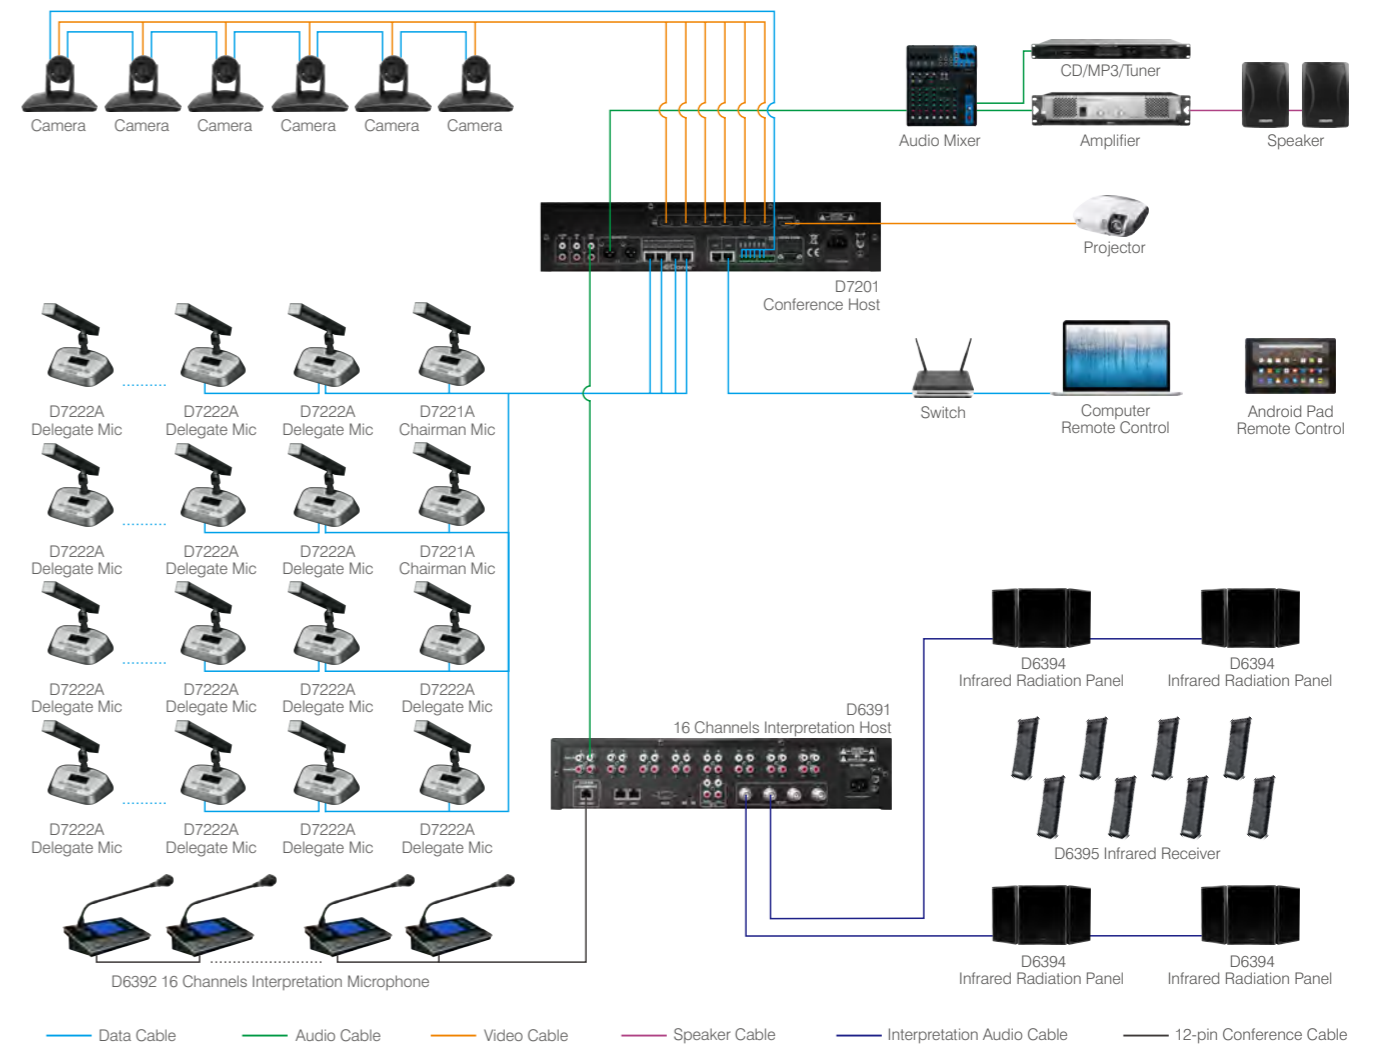 Camera Camera Camera Camera Camera Camera
CD/MP3/Tuner
Audio Mixer
Amplifier
Speaker
Projector
D7201
Conference Host
D7222A D7222A D7222A D7221A
Delegate Mic Delegate Mic Delegate Mic Chairman Mic
Switch
Computer
Remote Control
Android Pad
Remote Control
D7222A D7222A D7222A D7221A
Delegate Mic Delegate Mic Delegate Mic Chairman Mic
D7222A D7222A D7222A D7222A
Delegate Mic Delegate Mic Delegate Mic Delegate Mic
D6394 D6394
Infrared Radiation Panel Infrared Radiation Panel
D6391
16 Channels Interpretation Host
D7222A D7222A D7222A D7222A
Delegate Mic Delegate Mic Delegate Mic Delegate Mic
D6395 Infrared Receiver
D6394 D6394
Infrared Radiation Panel Infrared Radiation Panel
D6392 16 Channels Interpretation Microphone
Data Cable Audio Cable Video Cable Speaker Cable Interpretation Audio Cable 12-pin Conference Cable